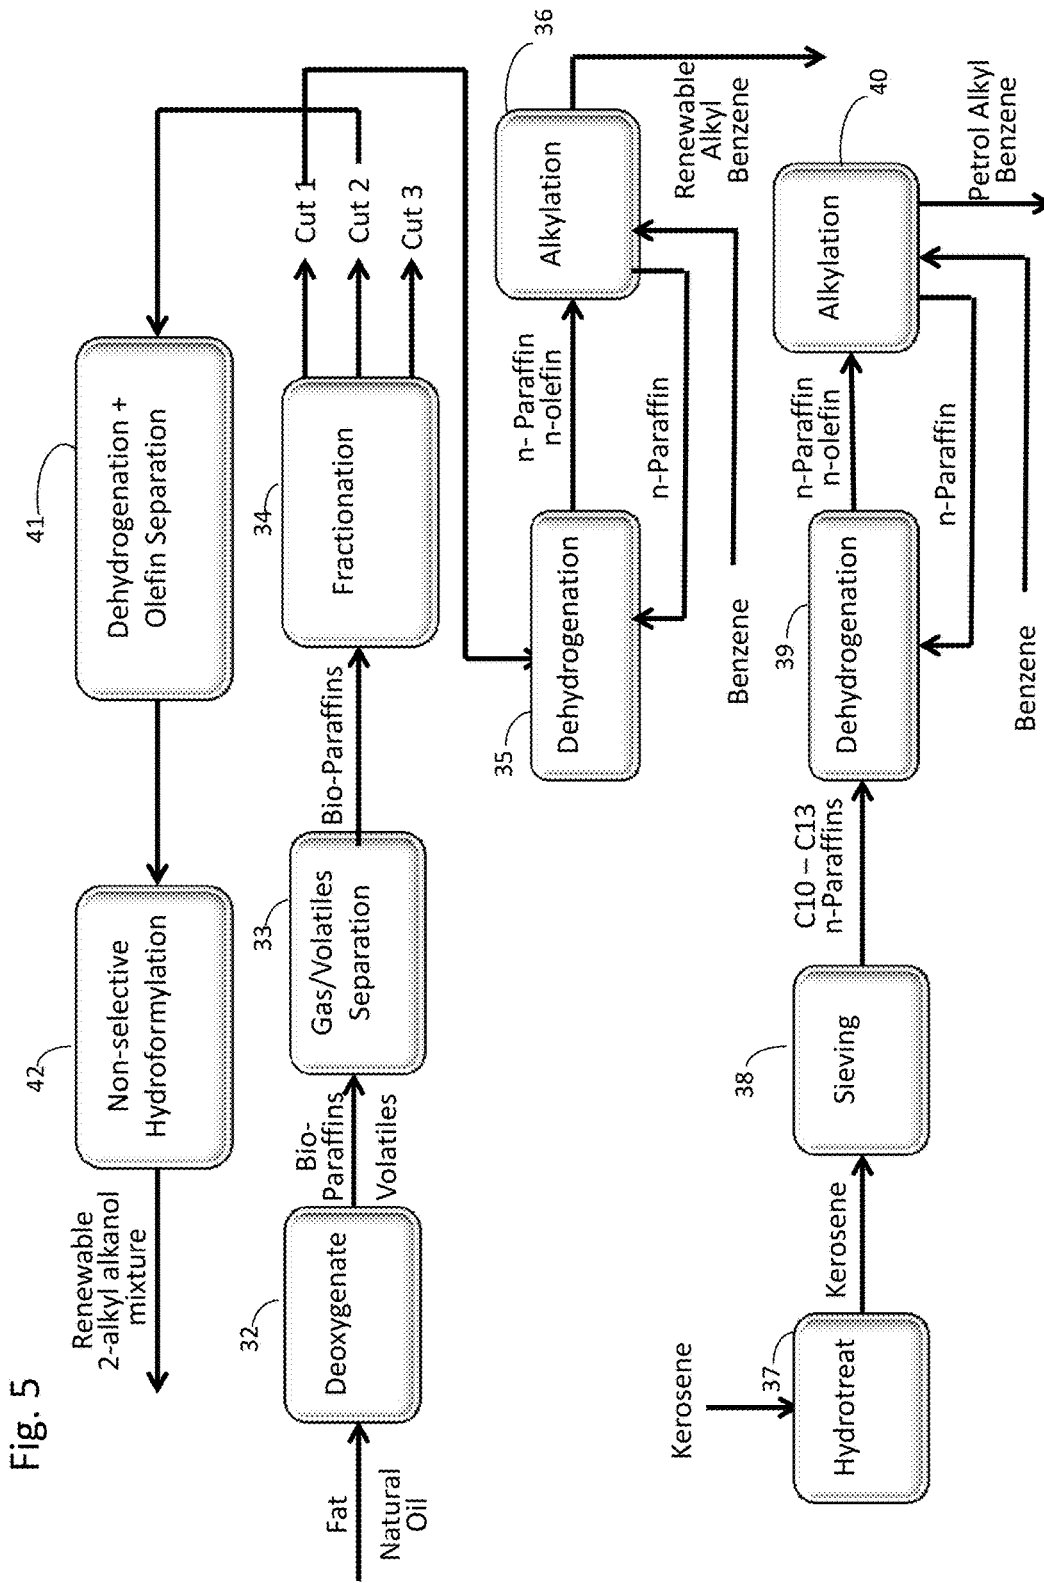 Fig. 5
Renewable
2-alkyl alkanol
mixture
42
Non-selective
Hydroformylation
41
Dehydrogenation +
Olefin Separation
Fat
Natural
Oil
32
Deoxygenate
Bio-
Paraffins
Volatiles
33
Gas/Volatiles
Separation
Bio-Paraffins
34
Fractionation
Cut 1
Cut 2
Cut 3
35
Dehydrogenation
n- Paraffin
n-olefin
n-Paraffin
Benzene
36
Alkylation
Renewable
Alkyl
Benzene
Kerosene
37
Hydrotreat
Kerosene
38
Sieving
C10 – C13
n-Paraffins
39
Dehydrogenation
n-Paraffin
n-olefin
n-Paraffin
Benzene
40
Alkylation
Petrol Alkyl
Benzene